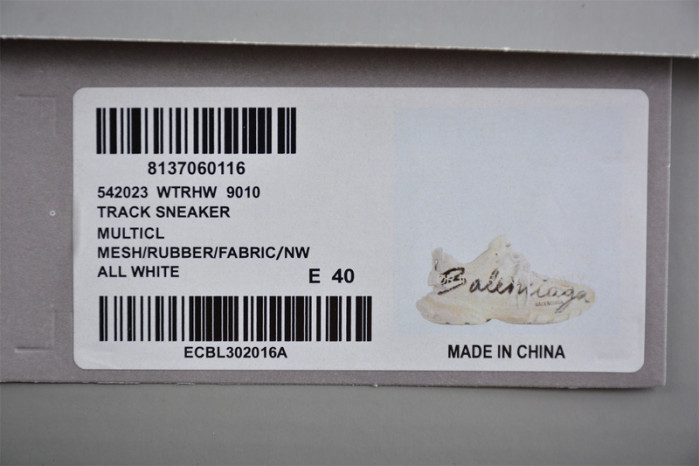 8137060116
542023 WTRHW 9010
TRACK SNEAKER
MULTICL
MESH/RUBBER/FABRIC/NW
ALL WHITE
E 40
ECBL302016A
Balenciaga
MADE IN CHINA